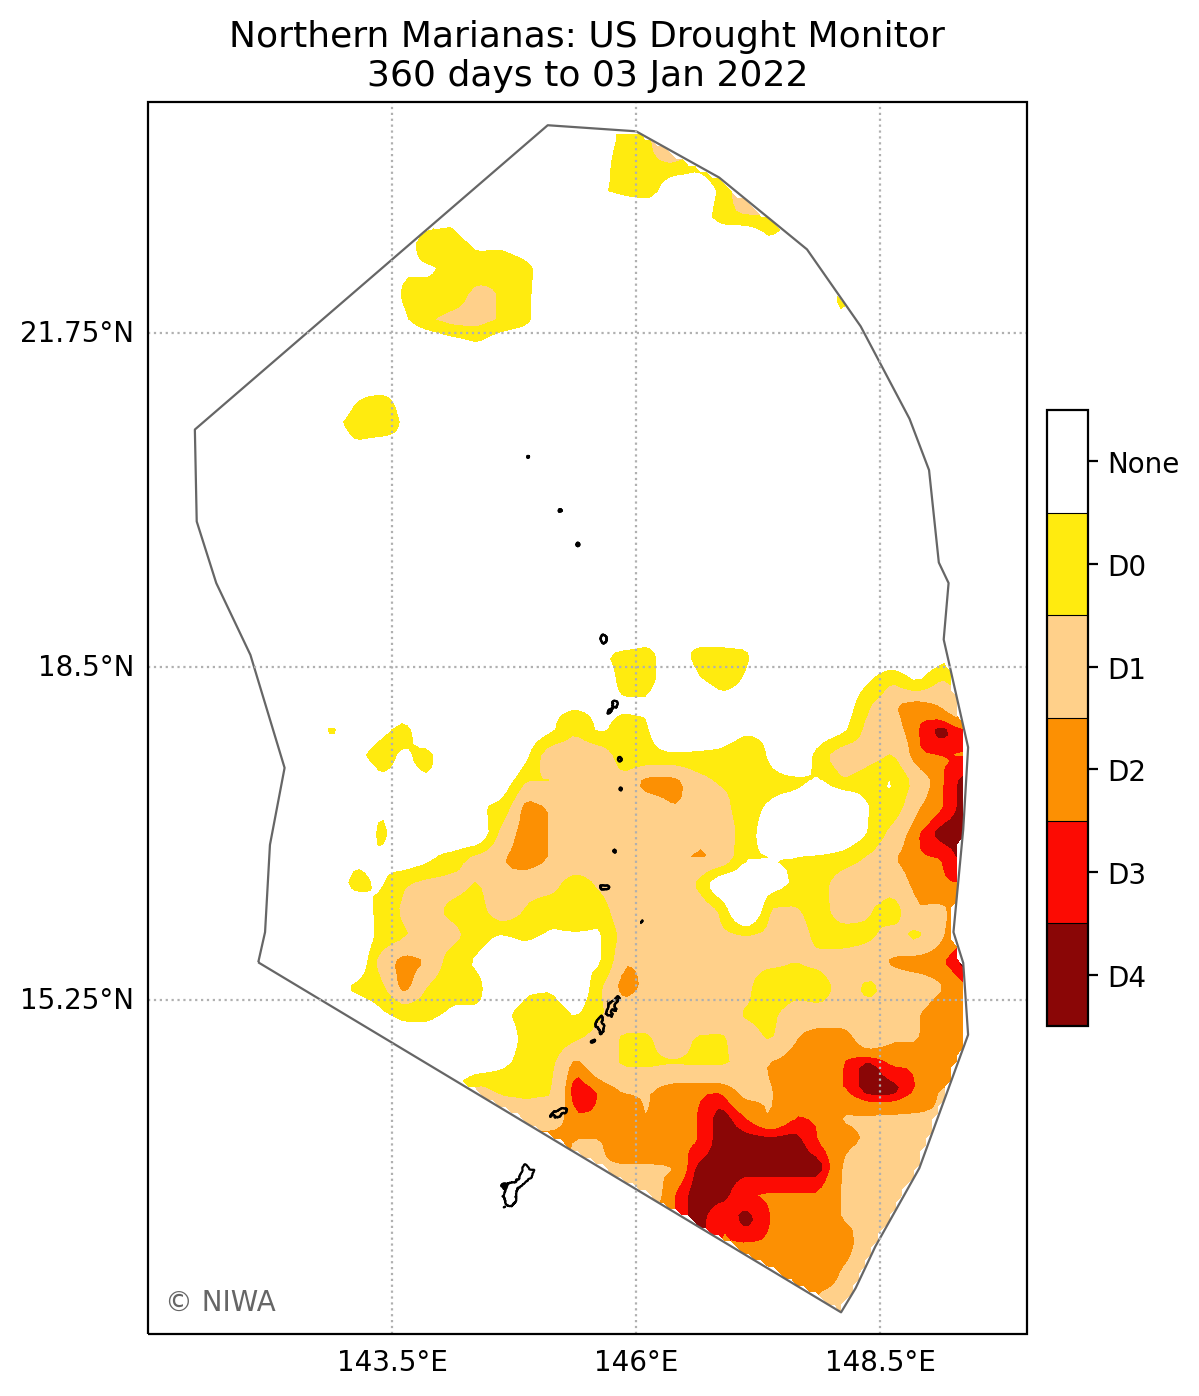 Northern Marianas: US Drought Monitor
360 days to 03 Jan 2022
21.75°N
18.5°N
15.25°N
143.5°E
146°E
148.5°E
None
D0
D1
D2
D3
D4
© NIWA